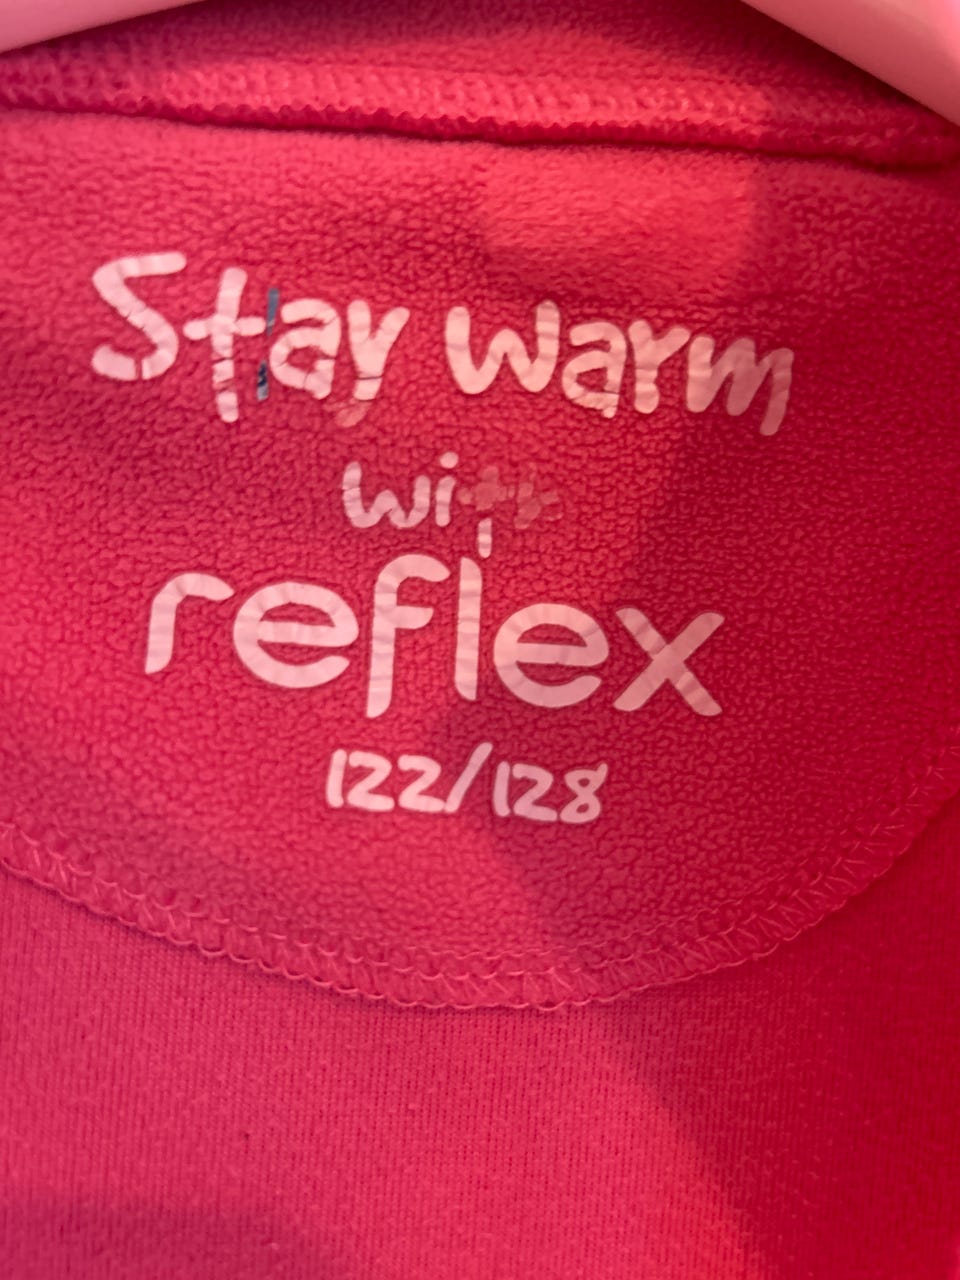 Stay warm
with
reflex
122/128